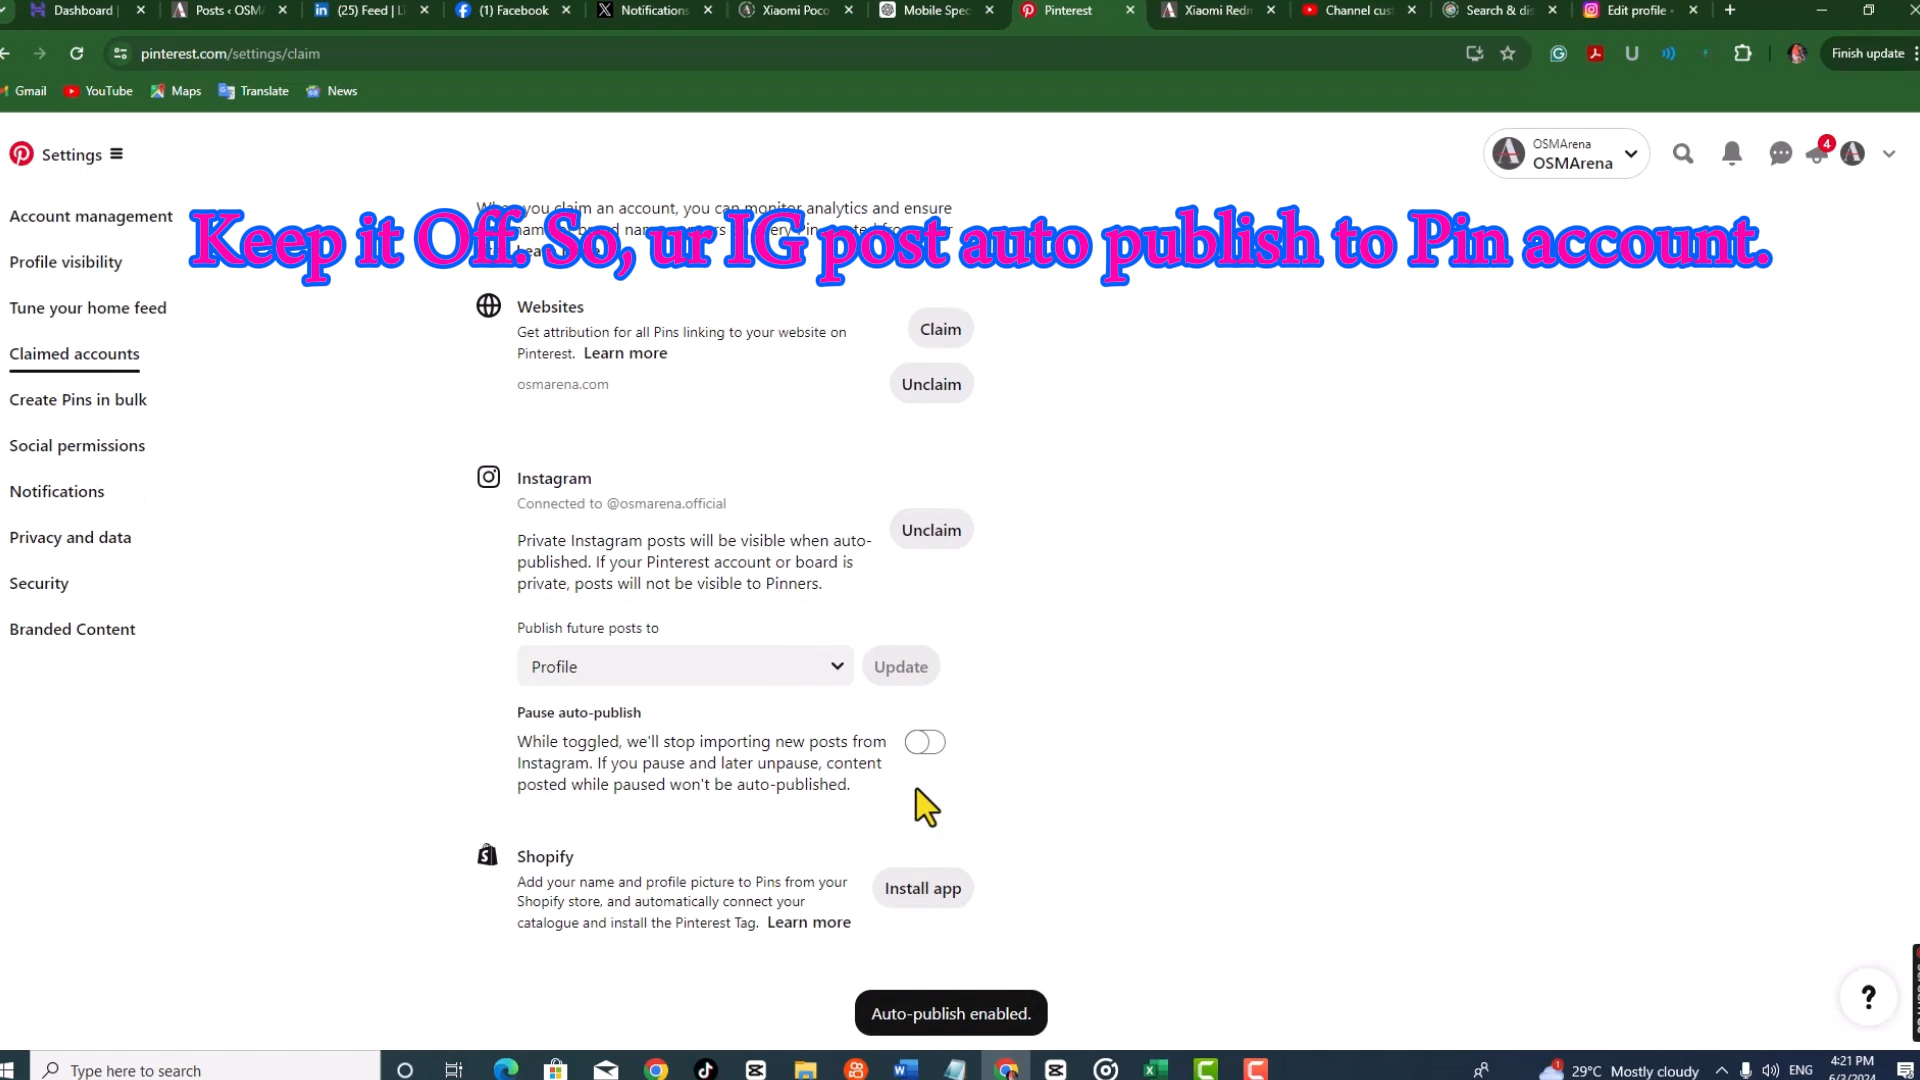 Dashboard
Posts ‹ OSM
(25) Feed | Li
(1) Facebook
Notifications
Xiaomi Poco
Mobile Spec
Pinterest
Xiaomi Redm
Channel cust
Search & dis
Edit profile
pinterest.com/settings/claim
Finish update
Gmail
YouTube
Maps
Translate
News
Settings
OSMArena
OSMArena
4
Account management
Profile visibility
Tune your home feed
Claimed accounts
Create Pins in bulk
Social permissions
Notifications
Privacy and data
Security
Branded Content
you claim an account, you can monitor analytics and ensure
Keep it Off. So, ur IG post auto publish to Pin account.
Websites
Claim
Get attribution for all Pins linking to your website on
Pinterest. Learn more
osmarena.com
Unclaim
Instagram
Connected to @osmarena.official
Unclaim
Private Instagram posts will be visible when auto-
published. If your Pinterest account or board is
private, posts will not be visible to Pinners.
Publish future posts to
Profile
Update
Pause auto-publish
While toggled, we'll stop importing new posts from
Instagram. If you pause and later unpause, content
posted while paused won't be auto-published.
Shopify
Add your name and profile picture to Pins from your
Shopify store, and automatically connect your
catalogue and install the Pinterest Tag. Learn more
Install app
Auto-publish enabled.
?
Type here to search
29°C Mostly cloudy
ENG
4:21 PM